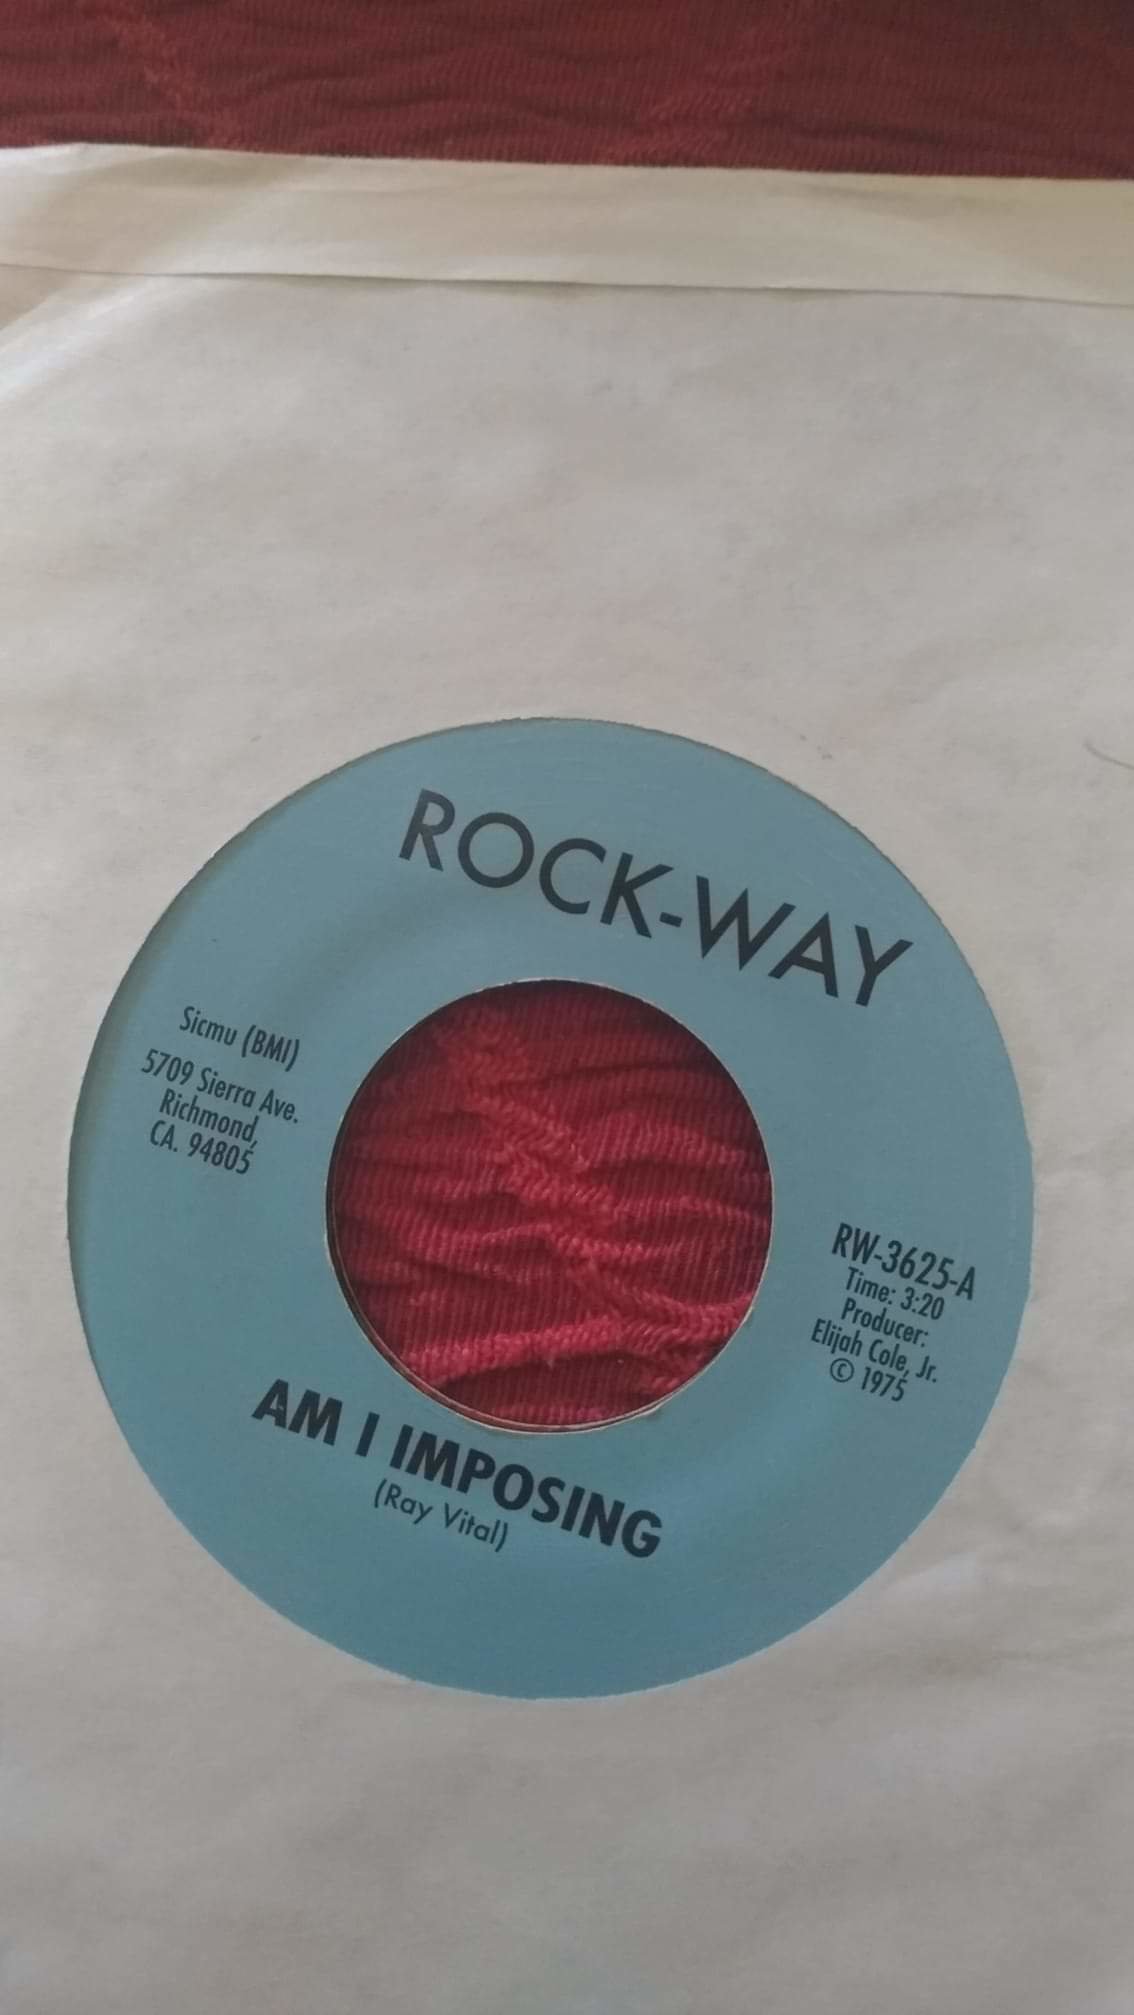 ROCK-WAY
Sicmu (BMI)
5709 Sierra Ave.
Richmond,
CA. 94805
RW-3625-A
Time: 3:20
Producer:
Elijah Cole, Jr.
© 1975
AM I IMPOSING
(Ray Vital)